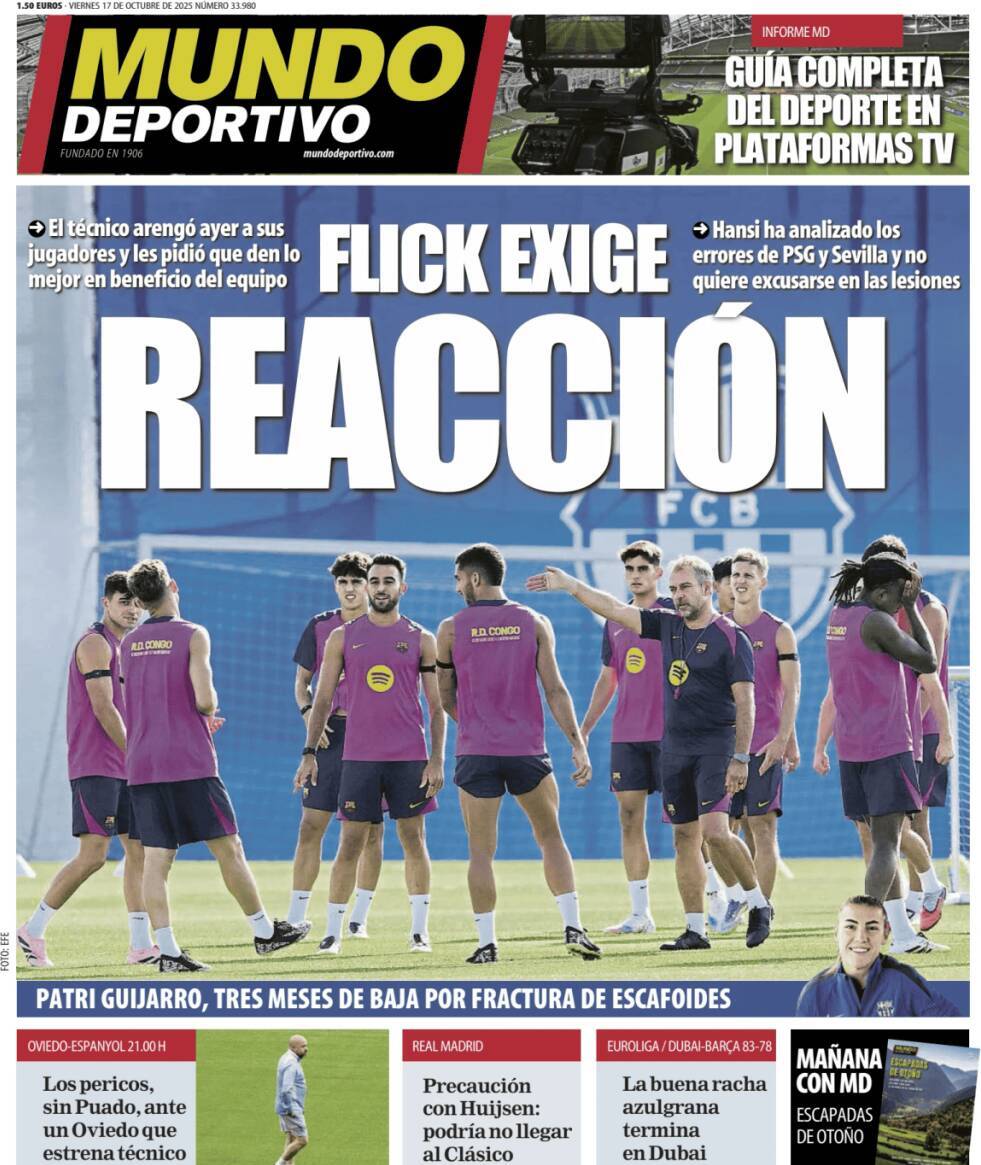 1.50 EUROS · VIERNES 17 DE OCTUBRE DE 2025 NÚMERO 33.980
MUNDO
DEPORTIVO
FUNDADO EN 1906
mundodeportivo.com
INFORME MD
GUÍA COMPLETA
DEL DEPORTE EN
PLATAFORMAS TV
El técnico arengó ayer a sus
jugadores y les pidió que den lo
mejor en beneficio del equipo
FLICK EXIGE
Hansi ha analizado los
errores de PSG y Sevilla y no
quiere excusarse en las lesiones
REACCIÓN
FCB
R.D. CONGO
R.D. CONGO
R.D. CONGO
FOTO: EFE
PATRI GUIJARRO, TRES MESES DE BAJA POR FRACTURA DE ESCAFOIDES
OVIEDO-ESPANYOL 21.00 H
Los pericos,
sin Puado, ante
un Oviedo que
estrena técnico
REAL MADRID
Precaución
con Huijsen:
podría no llegar
al Clásico
EUROLIGA / DUBAI-BARÇA 83-78
La buena racha
azulgrana
termina
en Dubai
MAÑANA
CON MD
ESCAPADAS
DE OTOÑO
ESCAPADAS
DE OTOÑO